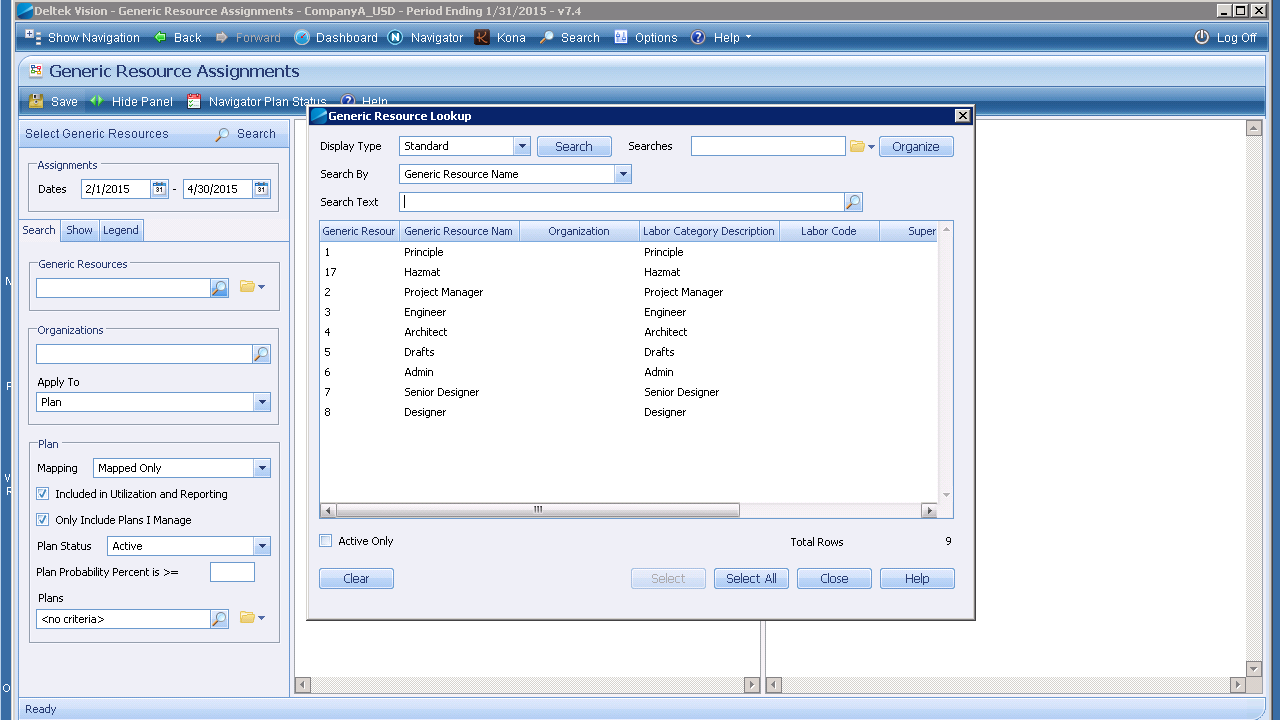 Deltek Vision - Generic Resource Assignments - CompanyA_USD - Period Ending 1/31/2015 - v7.4
Show Navigation Back Forward Dashboard Navigator Kona Search Options Help Log Off
Generic Resource Assignments
Save Hide Panel Navigator Plan Status Help
Select Generic Resources Search
Assignments
Dates 2/1/2015 31 - 4/30/2015 31
Search Show Legend
Generic Resources
Organizations
Apply To
Plan
Plan
Mapping Mapped Only
Included in Utilization and Reporting
Only Include Plans I Manage
Plan Status Active
Plan Probability Percent is >=
Plans
<no criteria>
Generic Resource Lookup
Display Type Standard Search Searches Organize
Search By Generic Resource Name
Search Text
Generic Resour Generic Resource Nam Organization Labor Category Description Labor Code Super
1 Principle Principle
17 Hazmat Hazmat
2 Project Manager Project Manager
3 Engineer Engineer
4 Architect Architect
5 Drafts Drafts
6 Admin Admin
7 Senior Designer Senior Designer
8 Designer Designer
Active Only Total Rows 9
Clear Select Select All Close Help
Ready